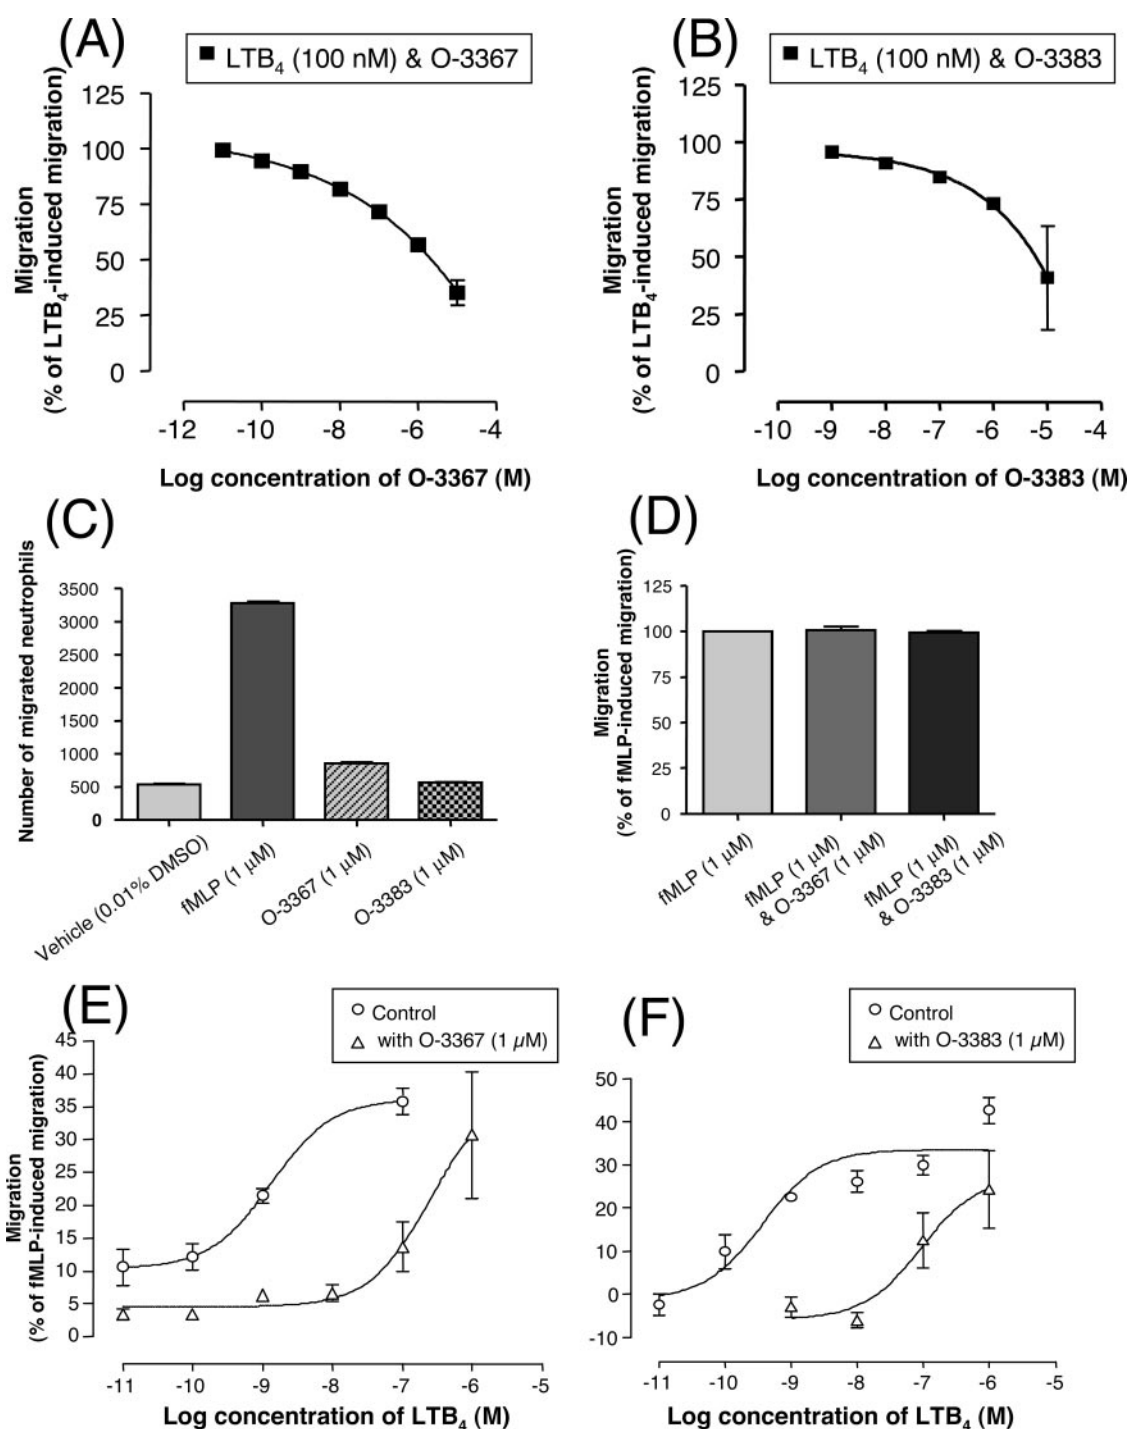 (A)
■ LTB₄ (100 nM) & O-3367
Migration
(% of LTB₄-induced migration)
125
100
75
50
25
0
-12 -10 -8 -6 -4
Log concentration of O-3367 (M)
(B)
■ LTB₄ (100 nM) & O-3383
Migration
(% of LTB₄-induced migration)
125
100
75
50
25
0
-10 -9 -8 -7 -6 -5 -4
Log concentration of O-3383 (M)
(C)
Number of migrated neutrophils
3500
3000
2500
2000
1500
1000
500
0
Vehicle (0.01% DMSO)
fMLP (1 µM)
O-3367 (1 µM)
O-3383 (1 µM)
(D)
Migration
(% of fMLP-induced migration)
125
100
75
50
25
0
fMLP (1 µM)
fMLP (1 µM)
& O-3367 (1 µM)
fMLP (1 µM)
& O-3383 (1 µM)
(E)
○ Control
△ with O-3367 (1 µM)
Migration
(% of fMLP-induced migration)
45
40
35
30
25
20
15
10
5
0
-11 -10 -9 -8 -7 -6 -5
Log concentration of LTB₄ (M)
(F)
○ Control
△ with O-3383 (1 µM)
50
40
30
20
10
0
-10
-11 -10 -9 -8 -7 -6 -5
Log concentration of LTB₄ (M)